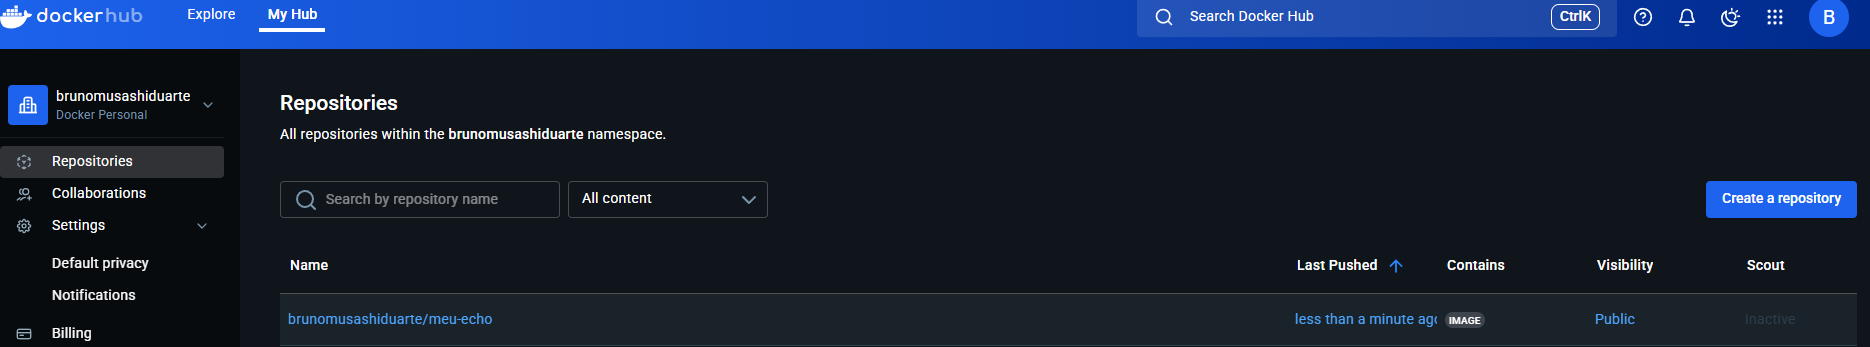 dockerhub
Explore
My Hub
Search Docker Hub
CtrlK
B
brunomusashiduarte
Docker Personal
Repositories
Collaborations
Settings
Default privacy
Notifications
Billing
Repositories
All repositories within the brunomusashiduarte namespace.
Search by repository name
All content
Create a repository
Name
Last Pushed
Contains
Visibility
Scout
brunomusashiduarte/meu-echo
less than a minute ago
IMAGE
Public
Inactive